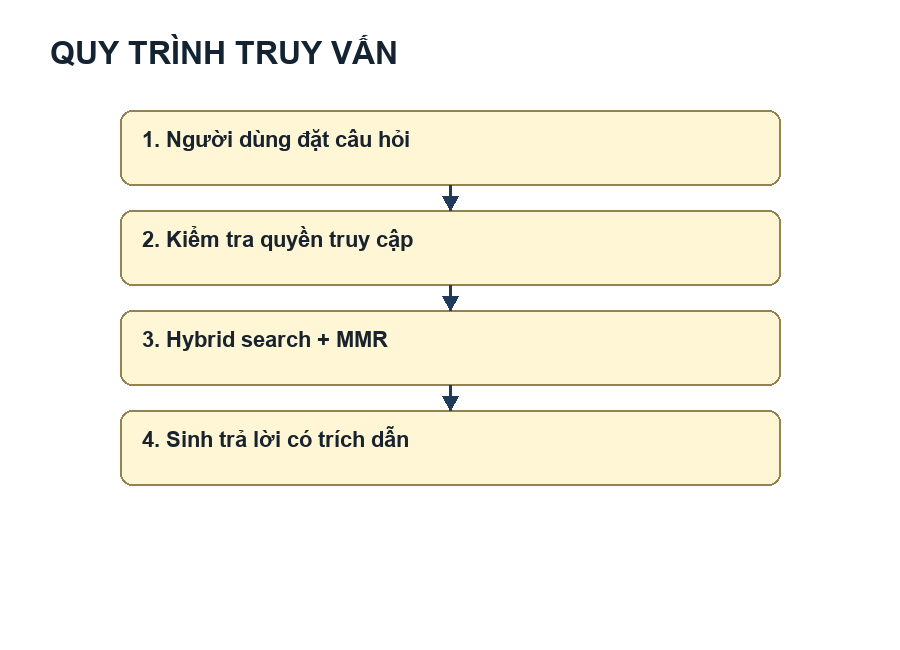 QUY TRÌNH TRUY VẤN
1. Người dùng đặt câu hỏi
2. Kiểm tra quyền truy cập
3. Hybrid search + MMR
4. Sinh trả lời có trích dẫn